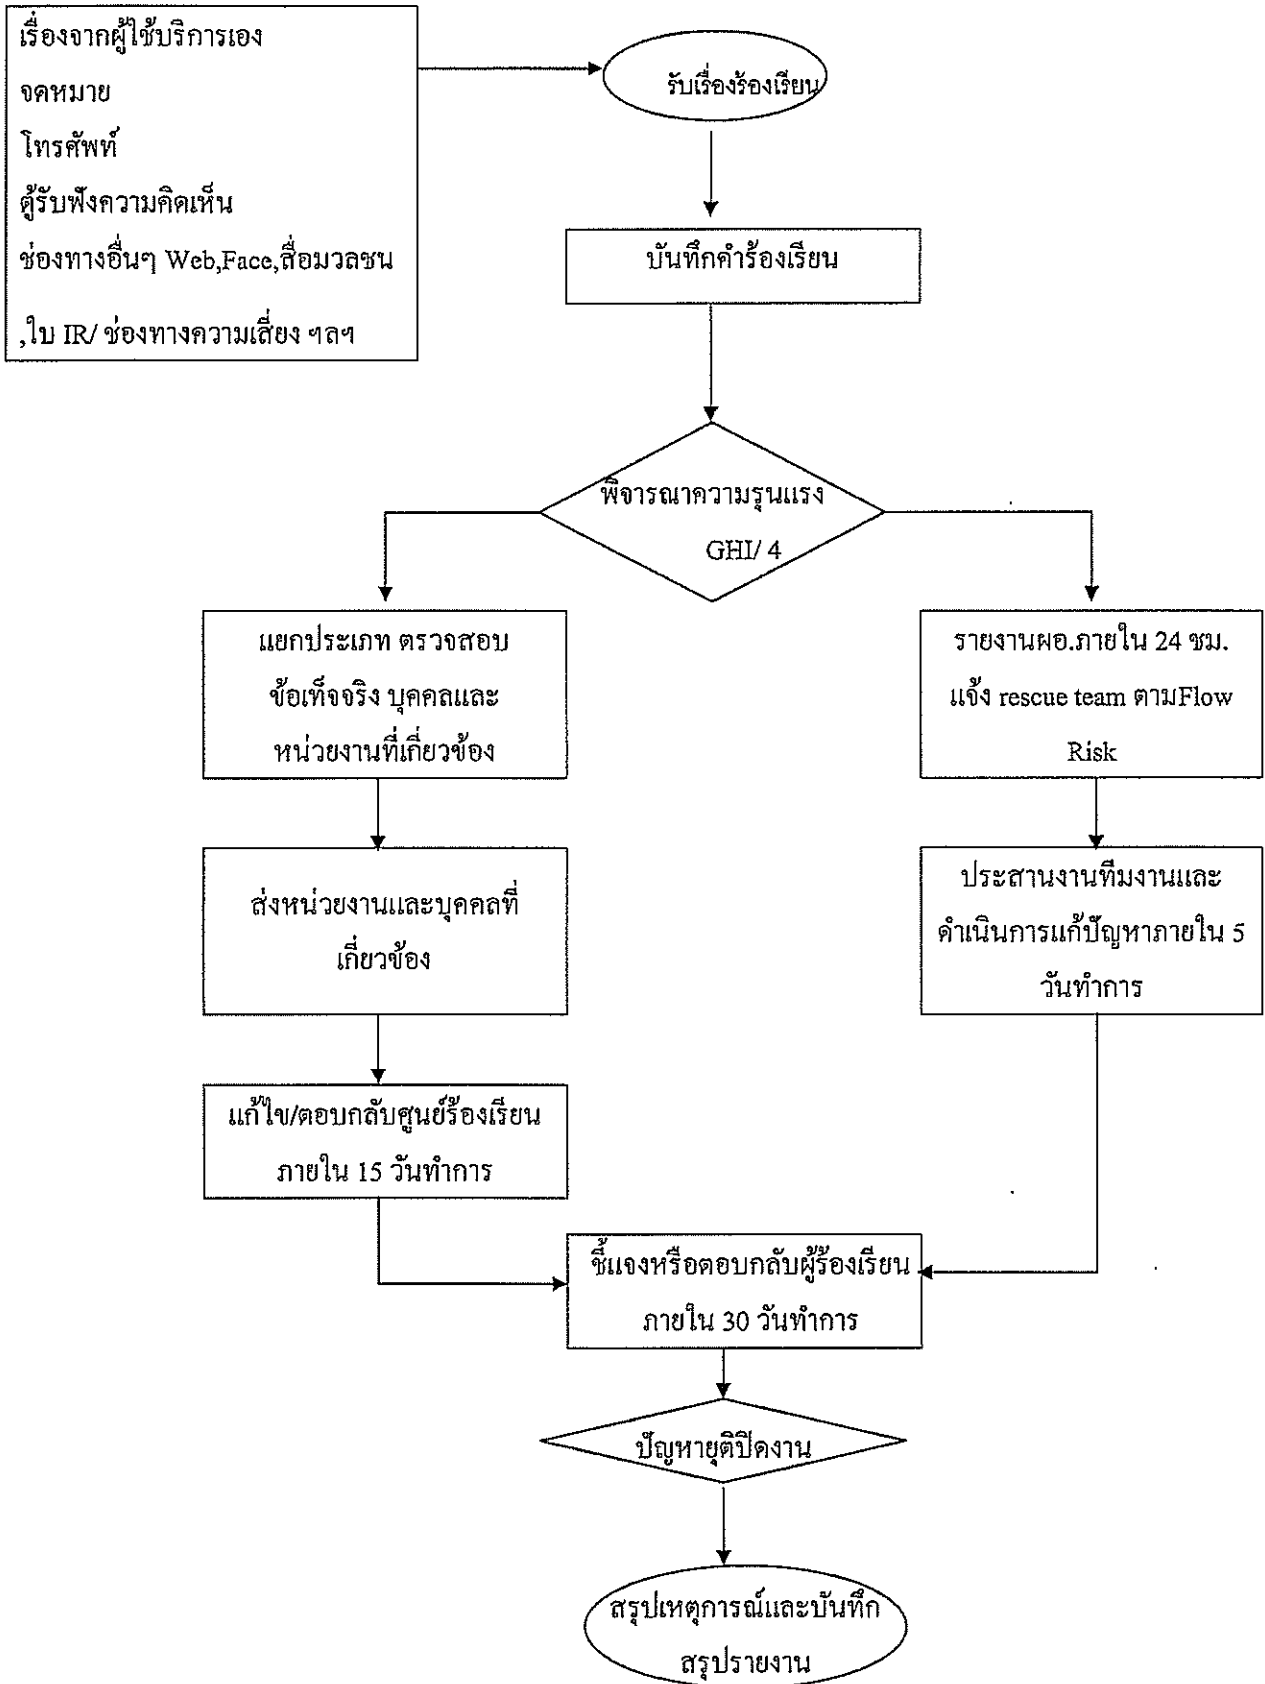 เรื่องจากผู้ใช้บริการเอง
จดหมาย
โทรศัพท์
ตู้รับฟังความคิดเห็น
ช่องทางอื่นๆ Web,Face,สื่อมวลชน
,ใบ IR/ ช่องทางความเสี่ยง ฯลฯ
รับเรื่องร้องเรียน
บันทึกคำร้องเรียน
พิจารณาความรุนแรง
GHI/ 4
แยกประเภท ตรวจสอบ
ข้อเท็จจริง บุคคลและ
หน่วยงานที่เกี่ยวข้อง
รายงานผอ.ภายใน 24 ชม.
แจ้ง rescue team ตามFlow
Risk
ส่งหน่วยงานและบุคคลที่
เกี่ยวข้อง
ประสานงานทีมงานและ
ดำเนินการแก้ปัญหาภายใน 5
วันทำการ
แก้ไข/ตอบกลับศูนย์ร้องเรียน
ภายใน 15 วันทำการ
ชี้แจงหรือตอบกลับผู้ร้องเรียน
ภายใน 30 วันทำการ
ปัญหายุติปิดงาน
สรุปเหตุการณ์และบันทึก
สรุปรายงาน